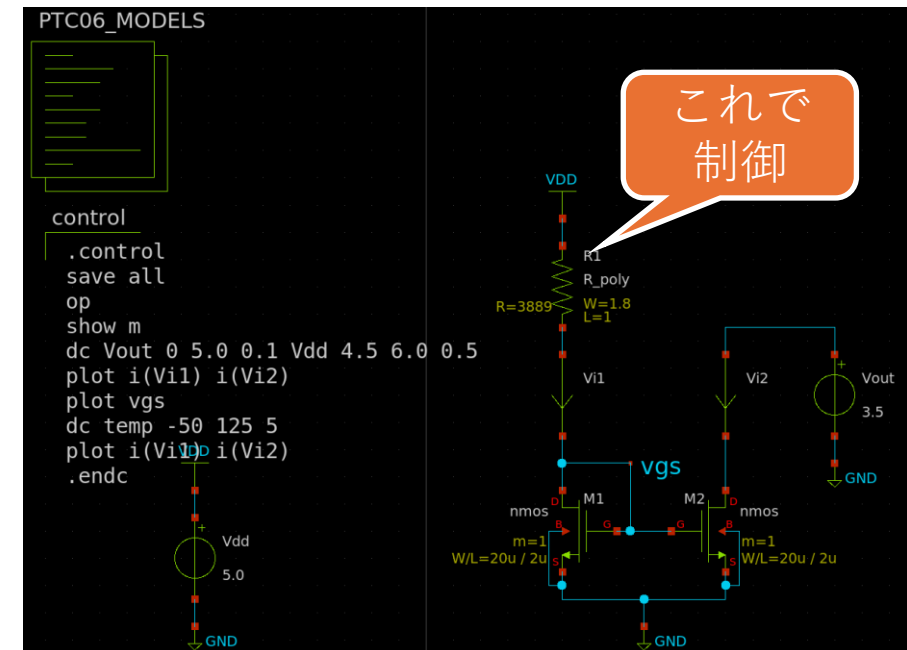 PTC06_MODELS
control
.control
save all
op
show m
dc Vout 0 5.0 0.1 Vdd 4.5 6.0 0.5
plot i(Vi1) i(Vi2)
plot vgs
dc temp -50 125 5
plot i(Vi1) i(Vi2)
.endc
VDD
Vdd
5.0
GND
これで
制御
VDD
R1
R_poly
R=3889
W=1.8
L=1
Vi1
Vi2
Vout
3.5
GND
vgs
D
M1
nmos
B
G
m=1
W/L=20u / 2u
S
M2
D
nmos
G
B
m=1
S
W/L=20u / 2u
GND